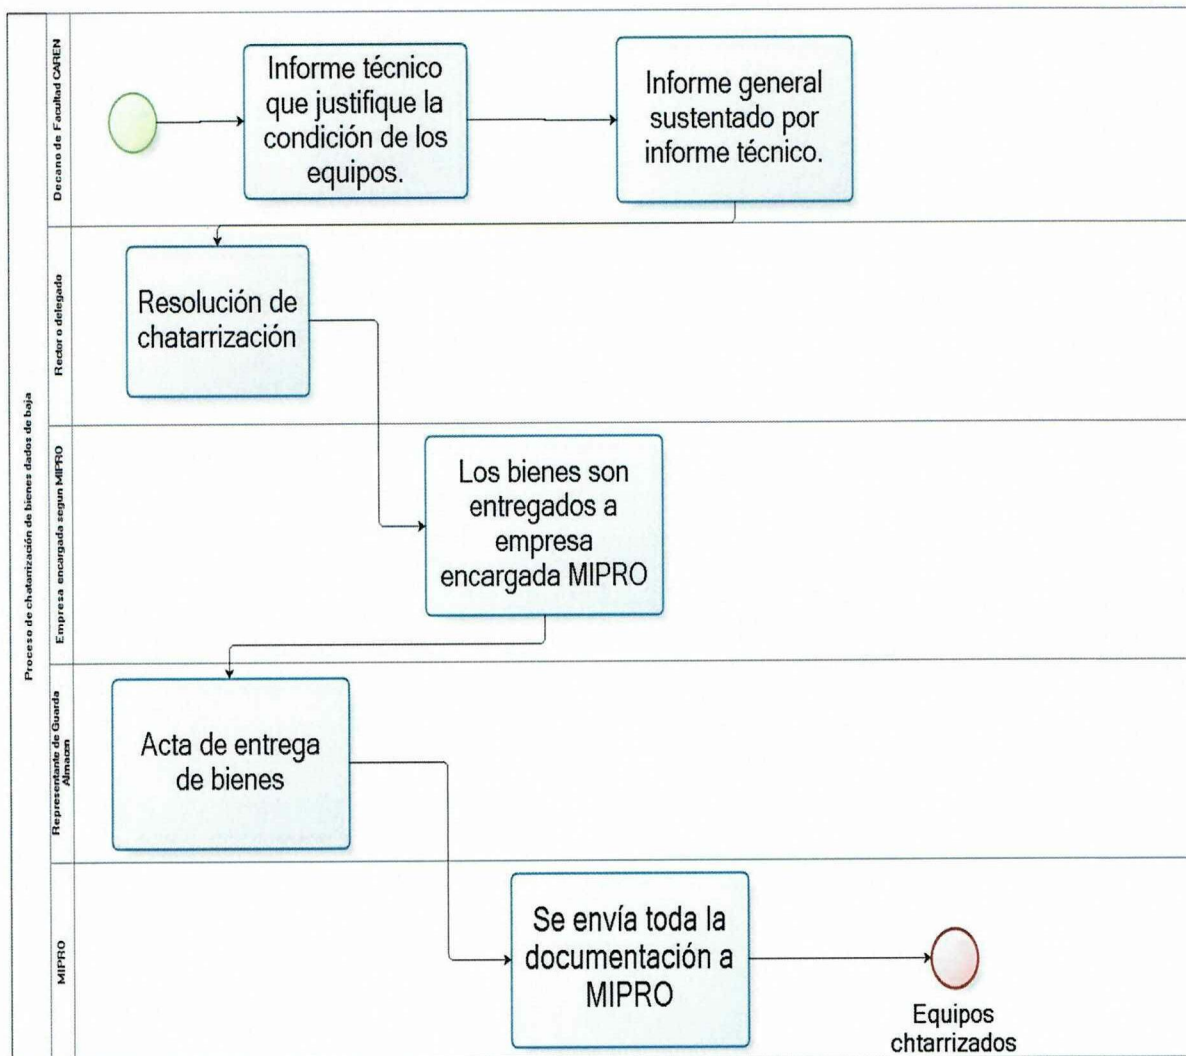 Proceso de chatarrización de bienes dados de baja
Decano de Facultad CAREN
Informe técnico
que justifique la
condición de los
equipos.
Informe general
sustentado por
informe técnico.
Rector o delegado
Resolución de
chatarrización
Empresa encargada segun MIPRO
Los bienes son
entregados a
empresa
encargada MIPRO
Representante de Guarda
Almacen
Acta de entrega
de bienes
MIPRO
Se envía toda la
documentación a
MIPRO
Equipos
chtarrizados